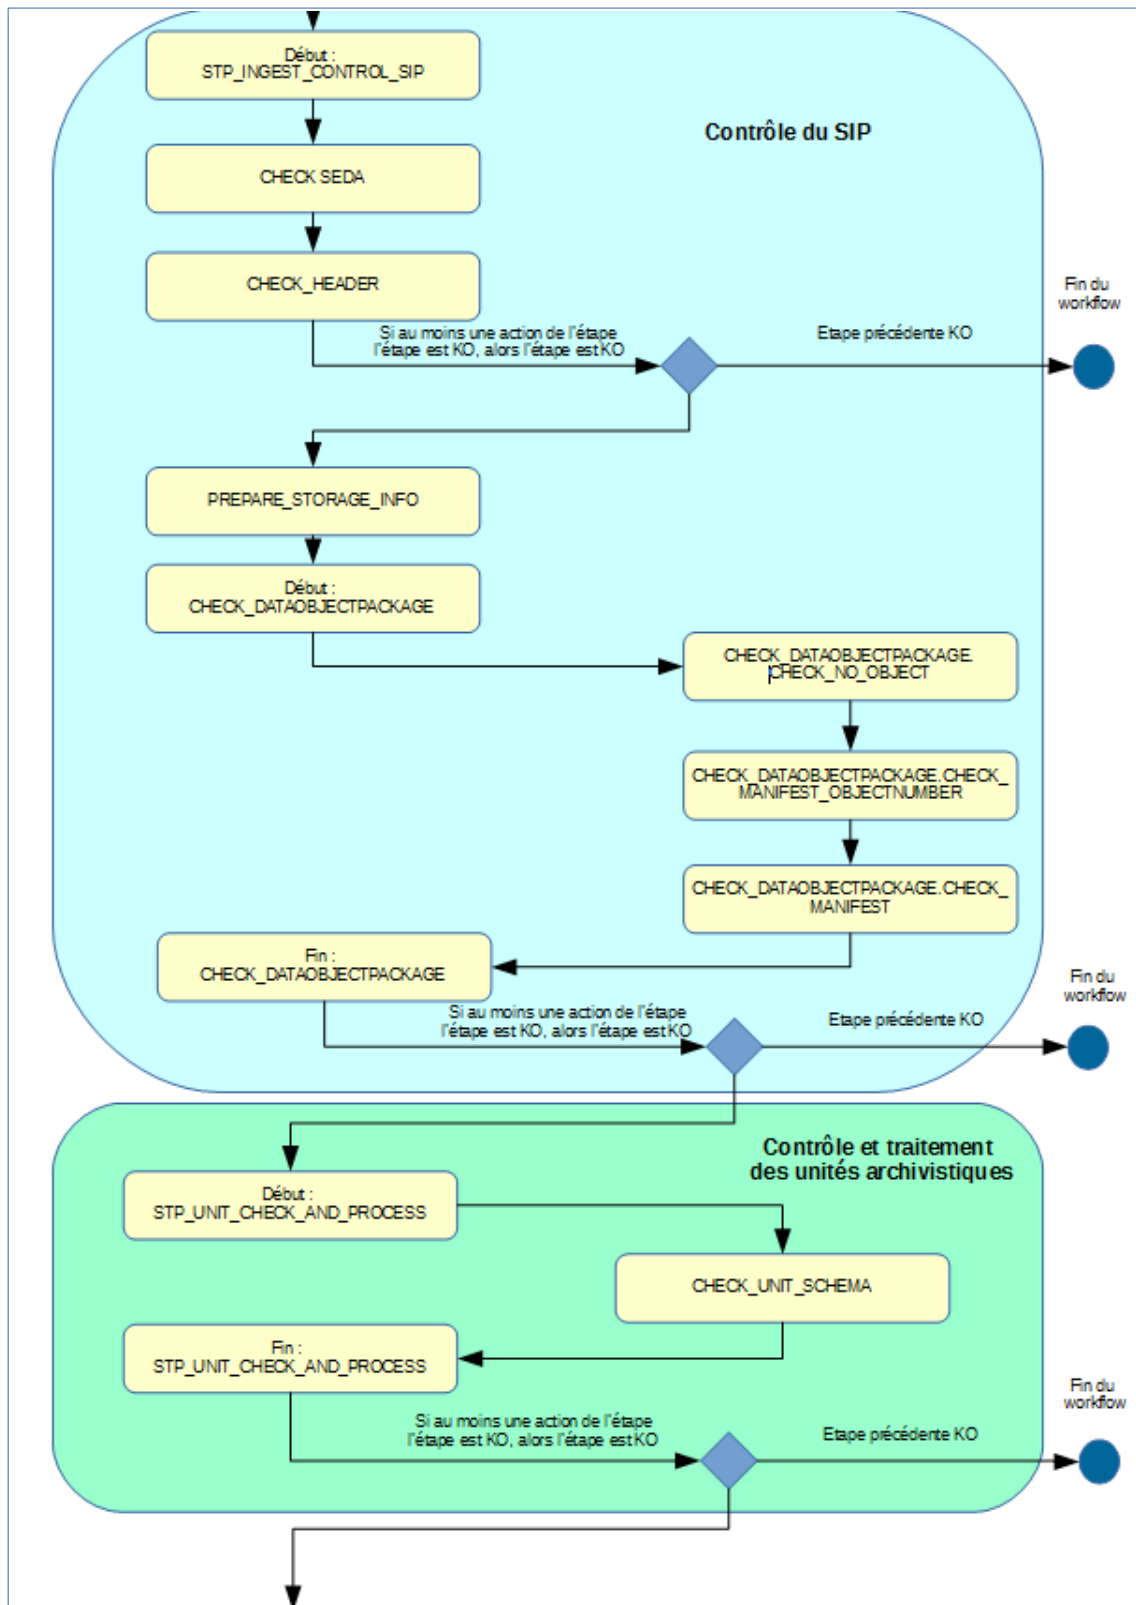 Début :
STP_INGEST_CONTROL_SIP
Contrôle du SIP
CHECK SEDA
CHECK_HEADER
Fin du
workflow
Si au moins une action de l'étape
l'étape est KO, alors l'étape est KO
Etape précédente KO
PREPARE_STORAGE_INFO
Début :
CHECK_DATAOBJECTPACKAGE
CHECK_DATAOBJECTPACKAGE.
CHECK_NO_OBJECT
CHECK_DATAOBJECTPACKAGE.CHECK_
MANIFEST_OBJECTNUMBER
CHECK_DATAOBJECTPACKAGE.CHECK_
MANIFEST
Fin :
CHECK_DATAOBJECTPACKAGE
Fin du
workflow
Si au moins une action de l'étape
l'étape est KO, alors l'étape est KO
Etape précédente KO
Contrôle et traitement
des unités archivistiques
Début :
STP_UNIT_CHECK_AND_PROCESS
CHECK_UNIT_SCHEMA
Fin :
STP_UNIT_CHECK_AND_PROCESS
Fin du
workflow
Si au moins une action de l'étape
l'étape est KO, alors l'étape est KO
Etape précédente KO